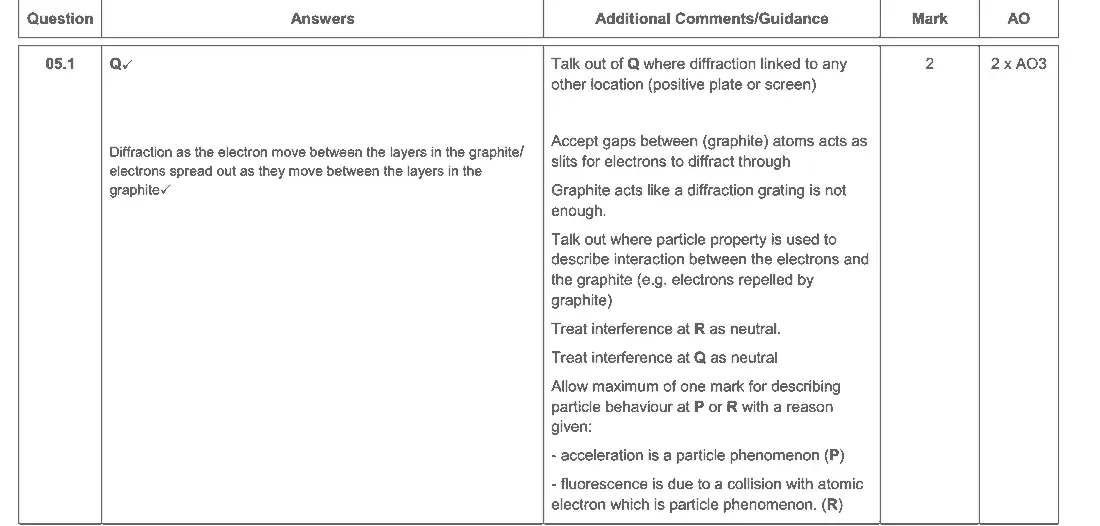 Question Answers Additional Comments/Guidance Mark AO
05.1 Q✓ Talk out of Q where diffraction linked to any 2 2 x AO3
other location (positive plate or screen)
Diffraction as the electron move between the layers in the graphite/
electrons spread out as they move between the layers in the
graphite✓
Accept gaps between (graphite) atoms acts as
slits for electrons to diffract through
Graphite acts like a diffraction grating is not
enough.
Talk out where particle property is used to
describe interaction between the electrons and
the graphite (e.g. electrons repelled by
graphite)
Treat interference at R as neutral.
Treat interference at Q as neutral
Allow maximum of one mark for describing
particle behaviour at P or R with a reason
given:
- acceleration is a particle phenomenon (P)
- fluorescence is due to a collision with atomic
electron which is particle phenomenon. (R)